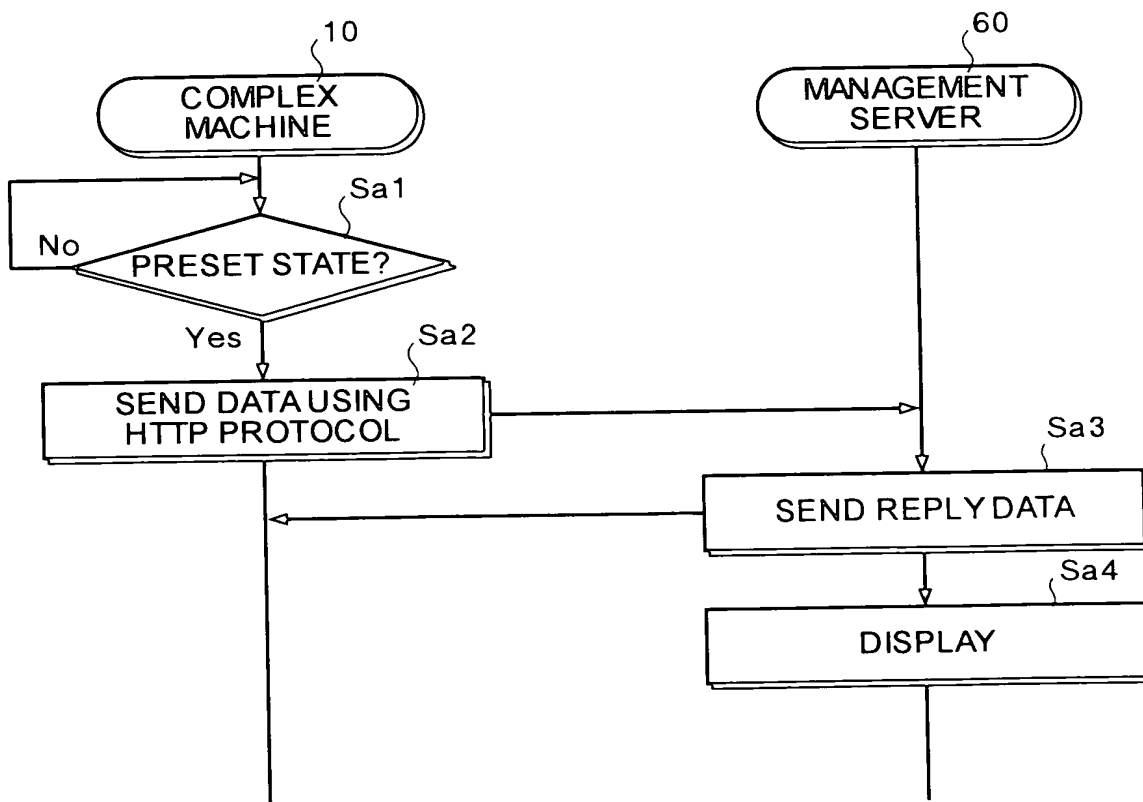 10
COMPLEX
MACHINE
60
MANAGEMENT
SERVER
Sa1
No
PRESET STATE?
Yes
Sa2
SEND DATA USING
HTTP PROTOCOL
Sa3
SEND REPLY DATA
Sa4
DISPLAY